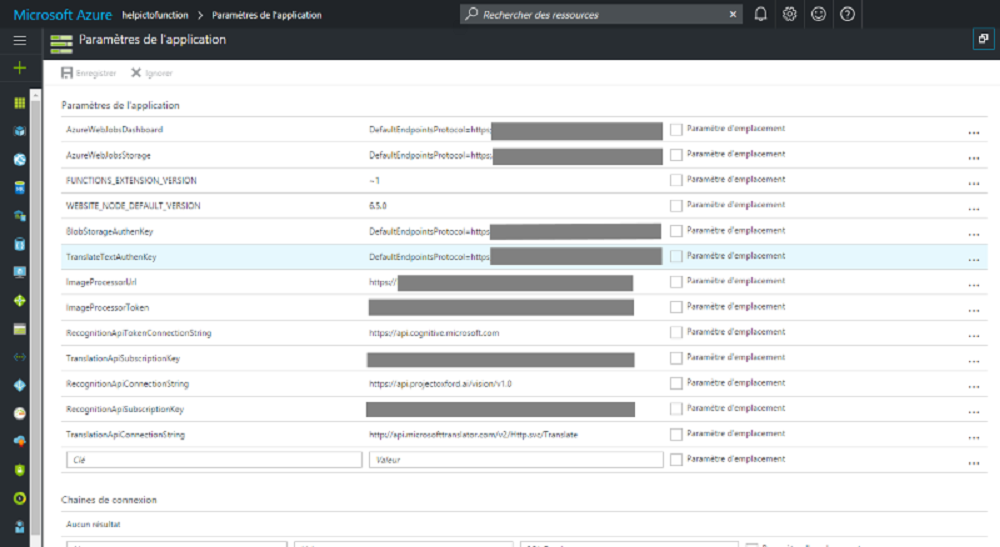 Microsoft Azure helpictofunction > Paramètres de l'application Rechercher des ressources
Paramètres de l'application
Enregistrer Ignorer
Paramètres de l'application
AzureWebJobsDashboard DefaultEndpointsProtocol=https; Paramètre d'emplacement ...
AzureWebJobsStorage DefaultEndpointsProtocol=https; Paramètre d'emplacement ...
FUNCTIONS_EXTENSION_VERSION ~1 Paramètre d'emplacement ...
WEBSITE_NODE_DEFAULT_VERSION 6.5.0 Paramètre d'emplacement ...
BlobStorageAuthenKey DefaultEndpointsProtocol=https Paramètre d'emplacement ...
TranslateTextAuthenKey DefaultEndpointsProtocol=https Paramètre d'emplacement ...
ImageProcessorUrl https:// Paramètre d'emplacement ...
ImageProcessorToken Paramètre d'emplacement ...
RecognitionApiTokenConnectionString https://api.cognitive.microsoft.com Paramètre d'emplacement ...
TranslationApiSubscriptionKey Paramètre d'emplacement ...
RecognitionApiConnectionString https://api.projectoxford.ai/vision/v1.0 Paramètre d'emplacement ...
RecognitionApiSubscriptionKey Paramètre d'emplacement ...
TranslationApiConnectionString http://api.microsofttranslator.com/v2/Http.svc/Translate Paramètre d'emplacement ...
Clé Valeur Paramètre d'emplacement ...
Chaînes de connexion
Aucun résultat